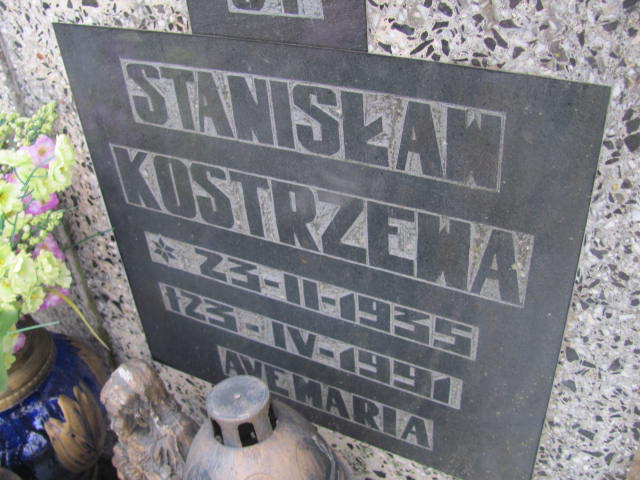 STANISŁAW
KOSTRZEWA
* 23-II-1935
†23-IV-1991
AVE MARIA